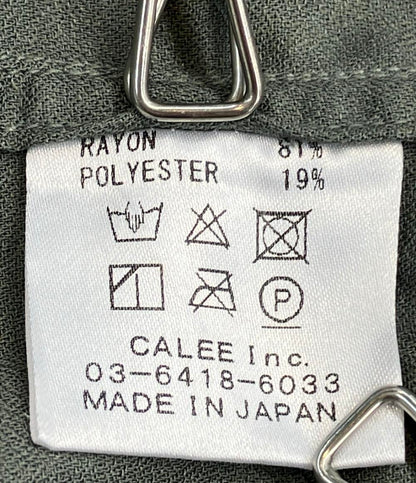 RAYON 81%
POLYESTER 19%
P
CALEE Inc.
03-6418-6033
MADE IN JAPAN